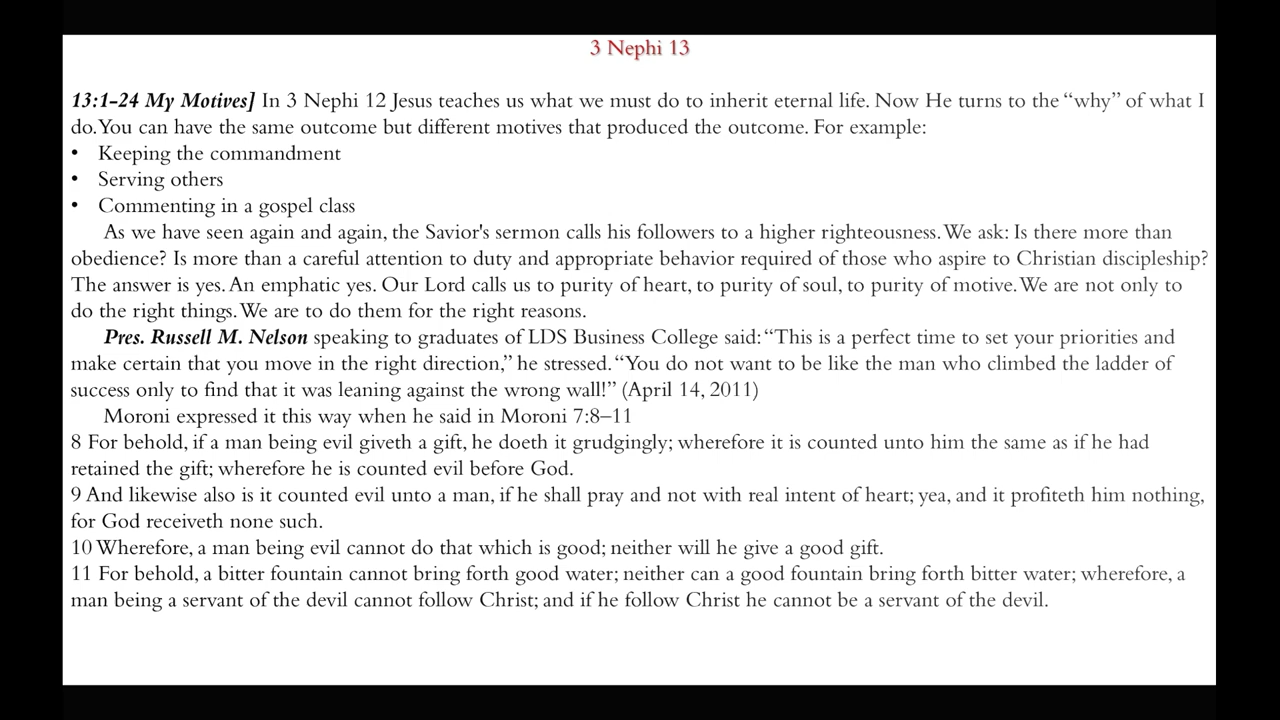 3 Nephi 13
13:1-24 My Motives] In 3 Nephi 12 Jesus teaches us what we must do to inherit eternal life. Now He turns to the “why” of what I
do. You can have the same outcome but different motives that produced the outcome. For example:
• Keeping the commandment
• Serving others
• Commenting in a gospel class
As we have seen again and again, the Savior's sermon calls his followers to a higher righteousness. We ask: Is there more than
obedience? Is more than a careful attention to duty and appropriate behavior required of those who aspire to Christian discipleship?
The answer is yes. An emphatic yes. Our Lord calls us to purity of heart, to purity of soul, to purity of motive. We are not only to
do the right things. We are to do them for the right reasons.
Pres. Russell M. Nelson speaking to graduates of LDS Business College said: “This is a perfect time to set your priorities and
make certain that you move in the right direction,” he stressed. “You do not want to be like the man who climbed the ladder of
success only to find that it was leaning against the wrong wall!” (April 14, 2011)
Moroni expressed it this way when he said in Moroni 7:8–11
8 For behold, if a man being evil giveth a gift, he doeth it grudgingly; wherefore it is counted unto him the same as if he had
retained the gift; wherefore he is counted evil before God.
9 And likewise also is it counted evil unto a man, if he shall pray and not with real intent of heart; yea, and it profiteth him nothing,
for God receiveth none such.
10 Wherefore, a man being evil cannot do that which is good; neither will he give a good gift.
11 For behold, a bitter fountain cannot bring forth good water; neither can a good fountain bring forth bitter water; wherefore, a
man being a servant of the devil cannot follow Christ; and if he follow Christ he cannot be a servant of the devil.